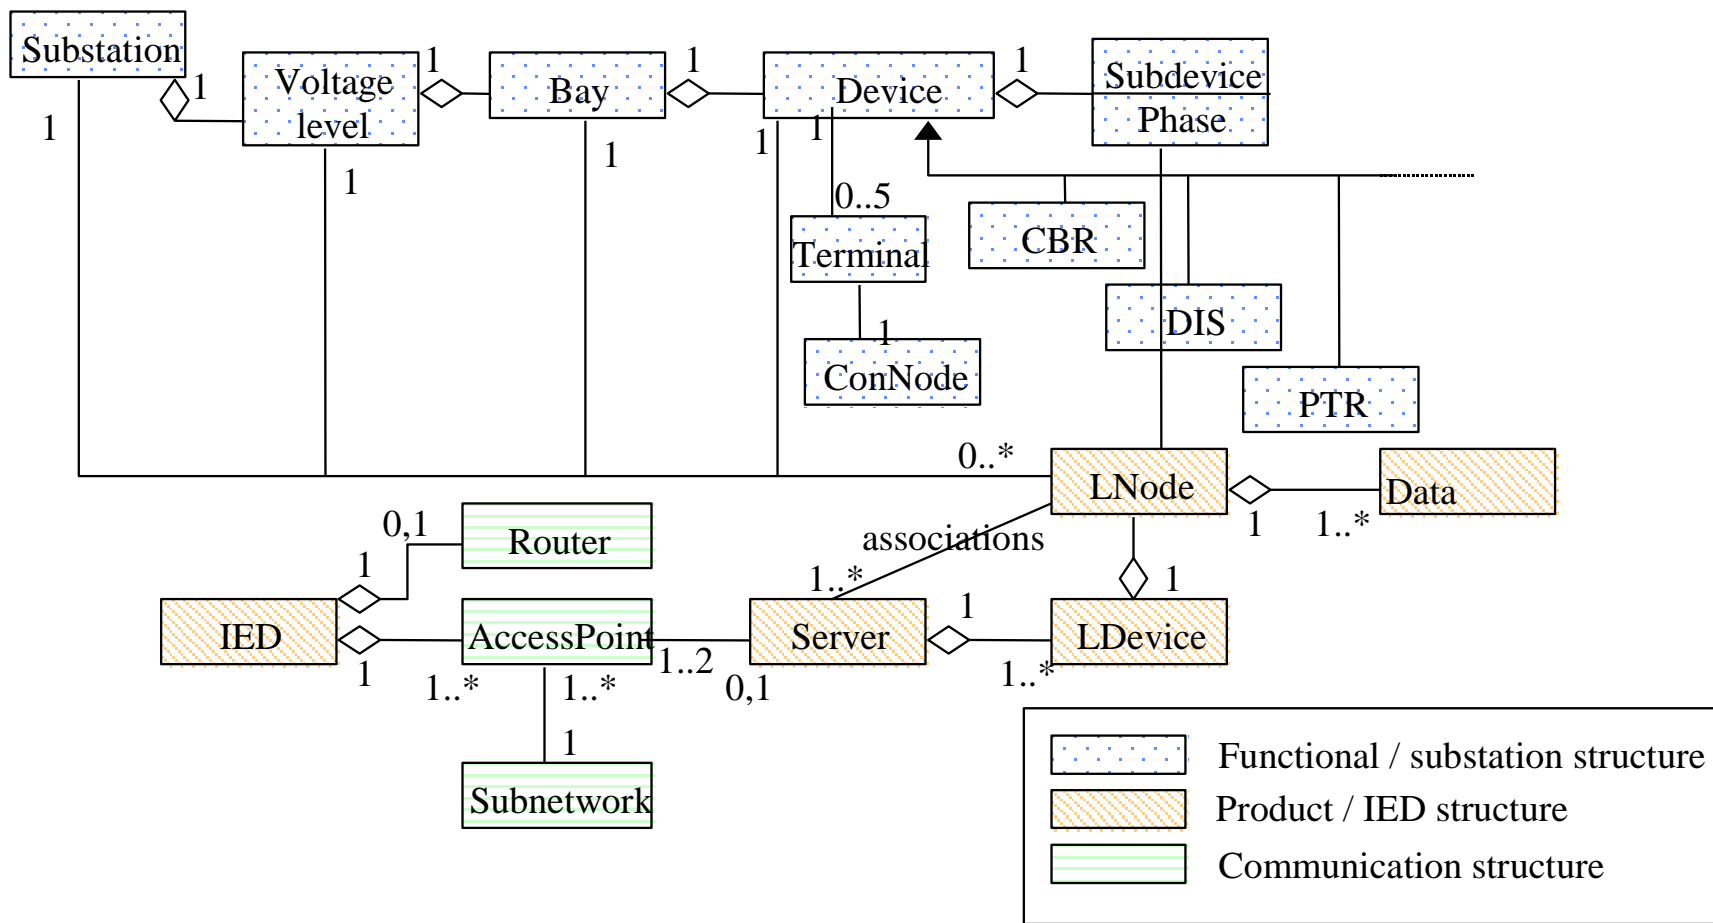 Substation
1
1
Voltage
level
1
1
Bay
1
1
Device
1
1
1
Subdevice
Phase
0..5
Terminal
1
ConNode
CBR
DIS
PTR
0..*
LNode
1
1..*
Data
associations
0,1
Router
1
IED
1
1..*
AccessPoint
1..*
1..2
0,1
1..*
Server
1
1..*
LDevice
1
1
Subnetwork
Functional / substation structure
Product / IED structure
Communication structure